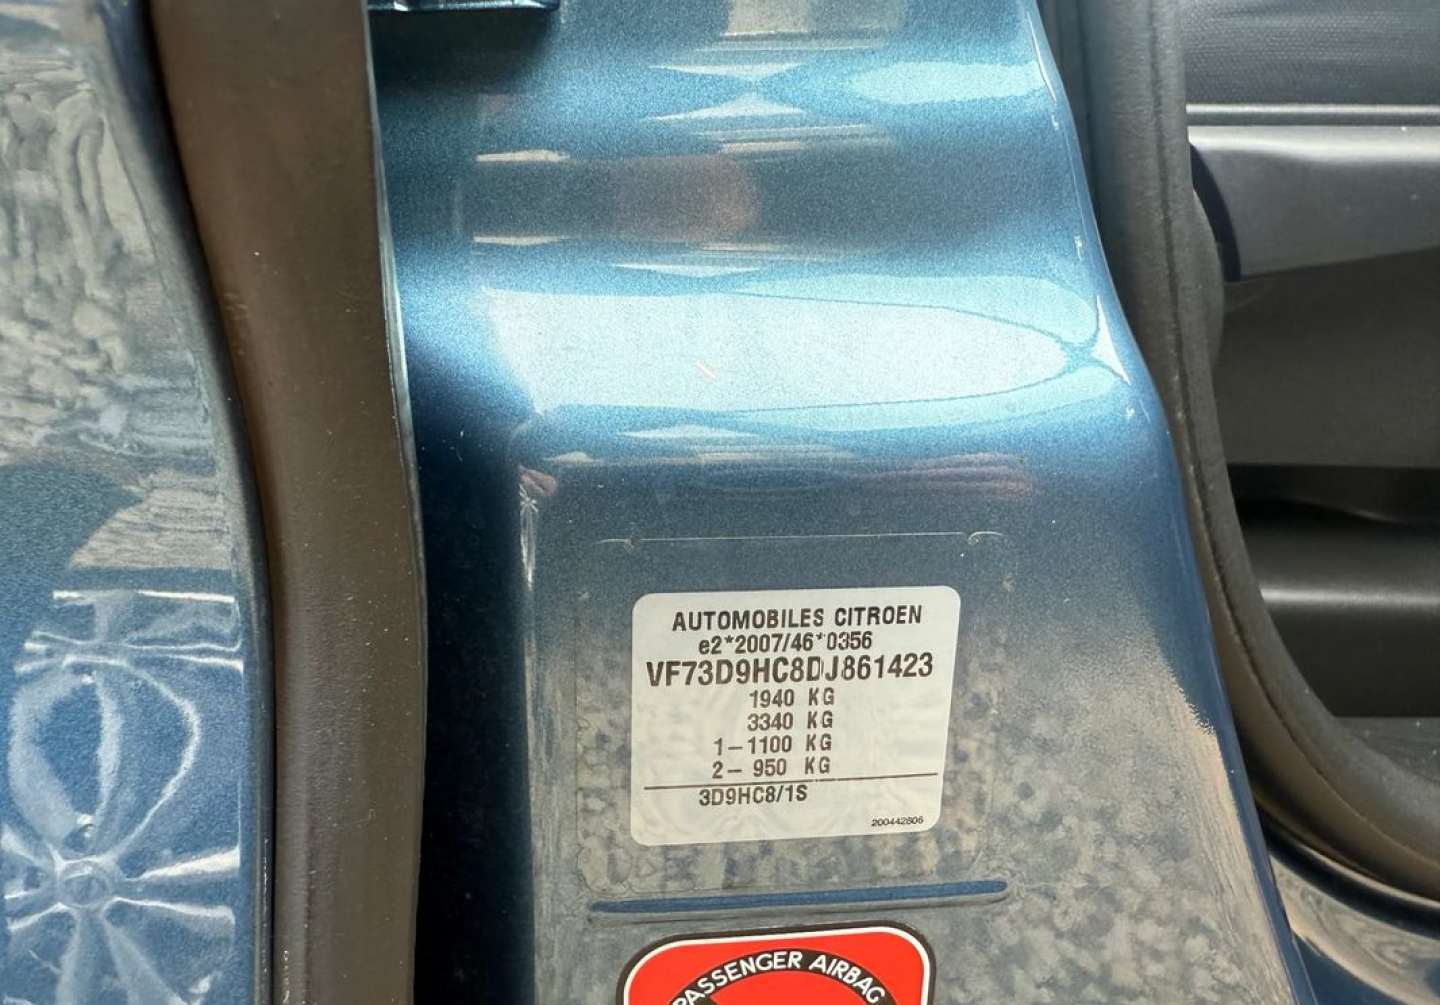 AUTOMOBILES CITROEN
e2*2007/46*0356
VF73D9HC8DJ861423
1940 KG
3340 KG
1-1100 KG
2- 950 KG
3D9HC8/1S
200442806
PASSENGER AIRBAG